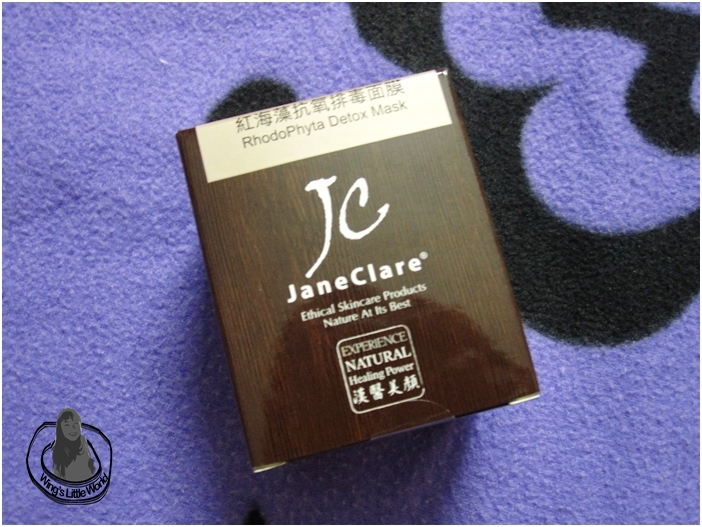 紅海藻抗氧排毒面膜
RhodoPhyta Detox Mask
JC
JaneClare®
Ethical Skincare Products
Nature At Its Best
EXPERIENCE
NATURAL
Healing Power
漢醫美顏
Wing's Little World